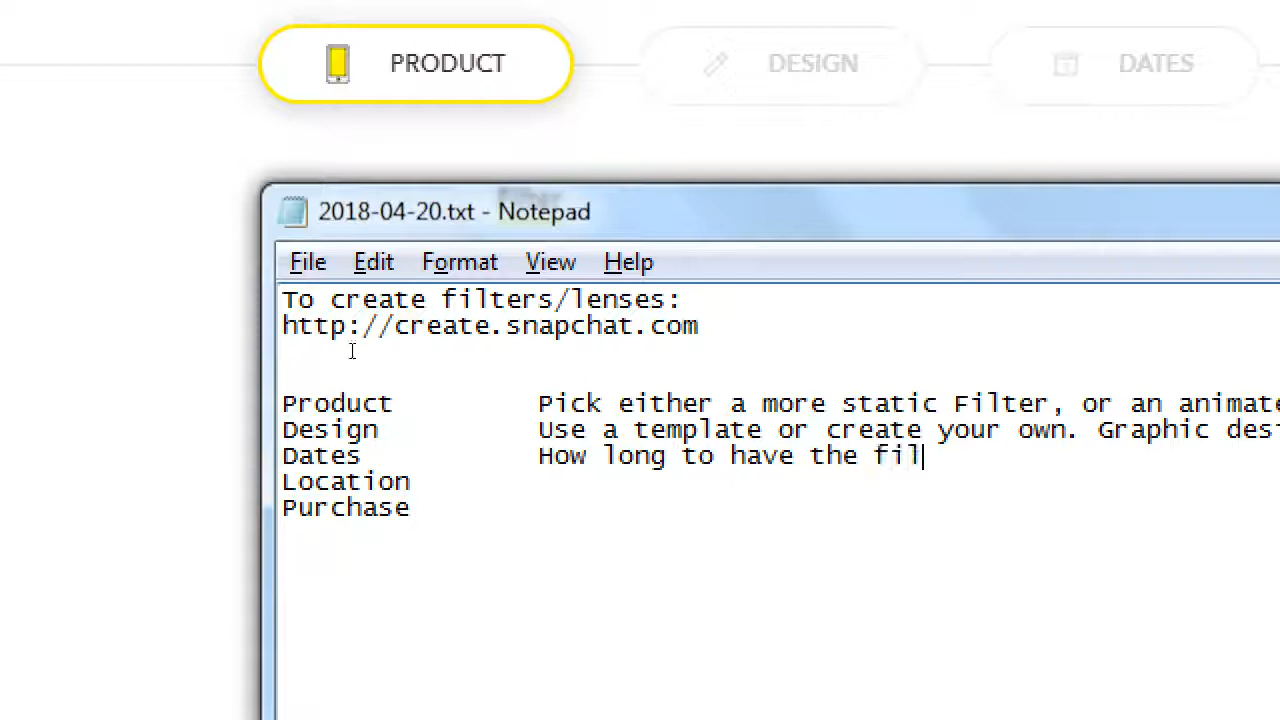 PRODUCT DESIGN DATES
2018-04-20.txt - Notepad
File Edit Format View Help
To create filters/lenses:
http://create.snapchat.com
Product Pick either a more static Filter, or an animate
Design Use a template or create your own. Graphic desi
Dates How long to have the fil
Location
Purchase